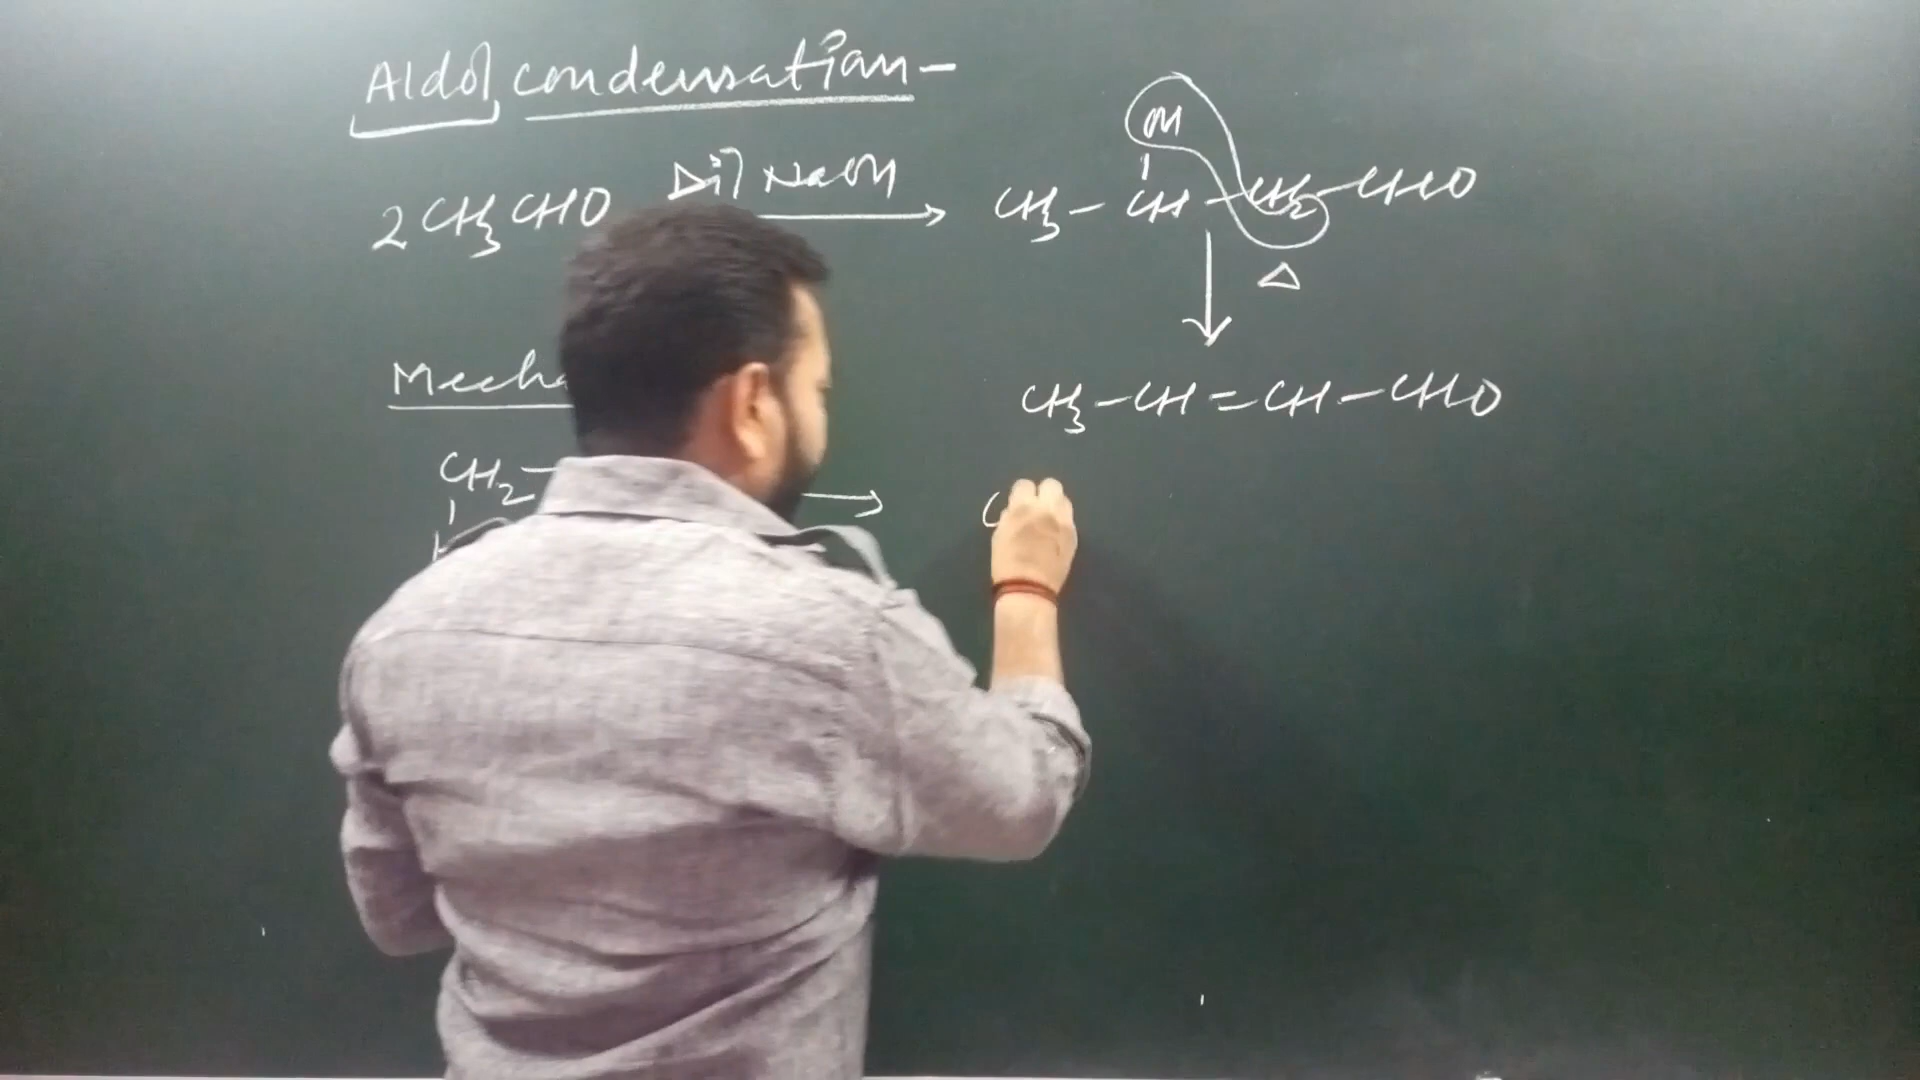 Aldol condensation-
OH
2CH3CHO Dil NaOH → CH3-CH-CH2-CHO
△
Mecha
CH3-CH=CH-CHO
CH2- →